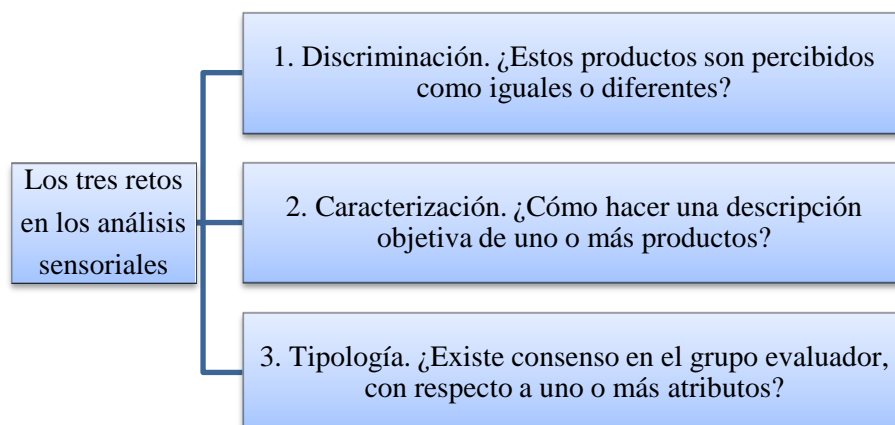 Los tres retos
en los análisis
sensoriales
1. Discriminación. ¿Estos productos son percibidos
como iguales o diferentes?
2. Caracterización. ¿Cómo hacer una descripción
objetiva de uno o más productos?
3. Tipología. ¿Existe consenso en el grupo evaluador,
con respecto a uno o más atributos?